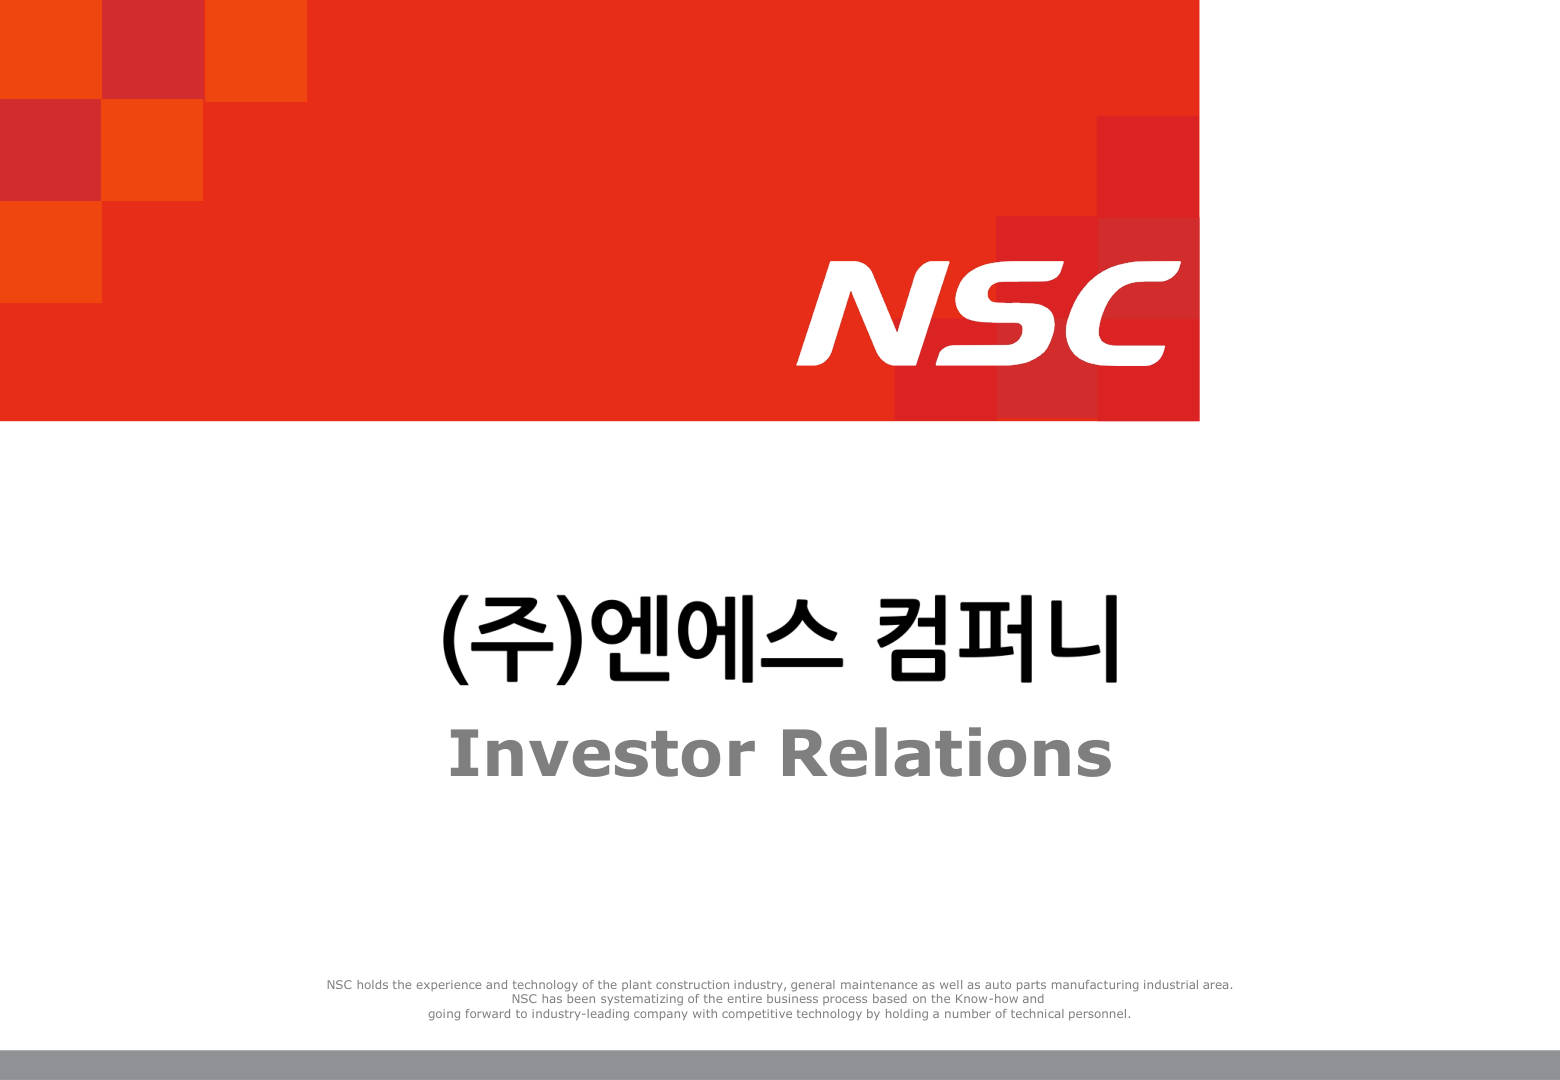 NSC
(주)엔에스 컴퍼니
Investor Relations
NSC holds the experience and technology of the plant construction industry, general maintenance as well as auto parts manufacturing industrial area.
NSC has been systematizing of the entire business process based on the Know-how and
going forward to industry-leading company with competitive technology by holding a number of technical personnel.